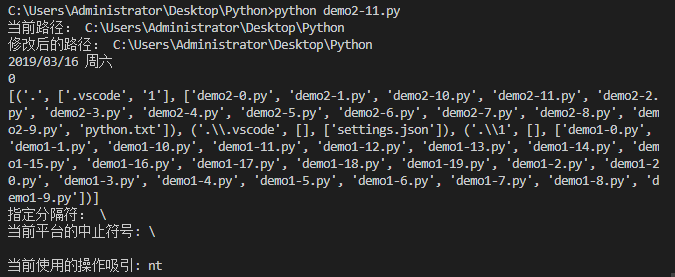 C:\Users\Administrator\Desktop\Python>python demo2-11.py
当前路径： C:\Users\Administrator\Desktop\Python
修改后的路径： C:\Users\Administrator\Desktop\Python
2019/03/16 周六
0
[('.', ['.vscode', '1'], ['demo2-0.py', 'demo2-1.py', 'demo2-10.py', 'demo2-11.py', 'demo2-2.
py', 'demo2-3.py', 'demo2-4.py', 'demo2-5.py', 'demo2-6.py', 'demo2-7.py', 'demo2-8.py', 'dem
o2-9.py', 'python.txt']), ('.\\.vscode', [], ['settings.json']), ('.\\1', [], ['demo1-0.py',
'demo1-1.py', 'demo1-10.py', 'demo1-11.py', 'demo1-12.py', 'demo1-13.py', 'demo1-14.py', 'dem
o1-15.py', 'demo1-16.py', 'demo1-17.py', 'demo1-18.py', 'demo1-19.py', 'demo1-2.py', 'demo1-2
0.py', 'demo1-3.py', 'demo1-4.py', 'demo1-5.py', 'demo1-6.py', 'demo1-7.py', 'demo1-8.py', 'd
emo1-9.py'])]
指定分隔符： \
当前平台的中止符号: \
当前使用的操作吸引: nt